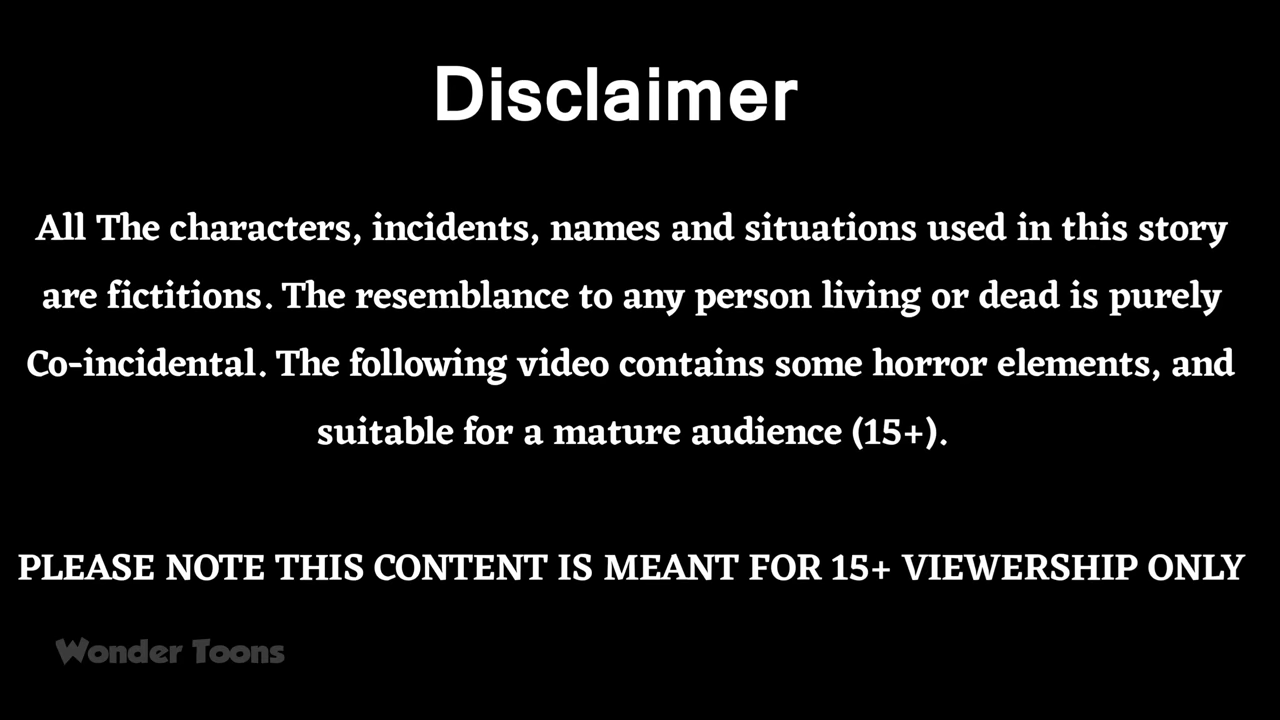 Disclaimer
All The characters, incidents, names and situations used in this story
are fictitions. The resemblance to any person living or dead is purely
Co-incidental. The following video contains some horror elements, and
suitable for a mature audience (15+).
PLEASE NOTE THIS CONTENT IS MEANT FOR 15+ VIEWERSHIP ONLY
Wonder Toons